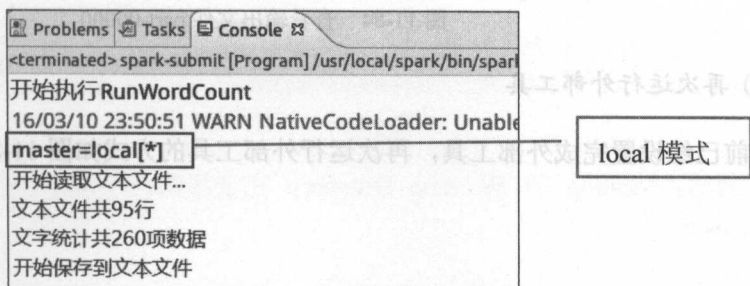 Problems Tasks Console
<terminated> spark-submit [Program] /usr/local/spark/bin/spar
开始执行RunWordCount
16/03/10 23:50:51 WARN NativeCodeLoader: Unable
master=local[*]
local 模式
开始读取文本文件...
文本文件共95行
文字统计共260项数据
开始保存到文本文件